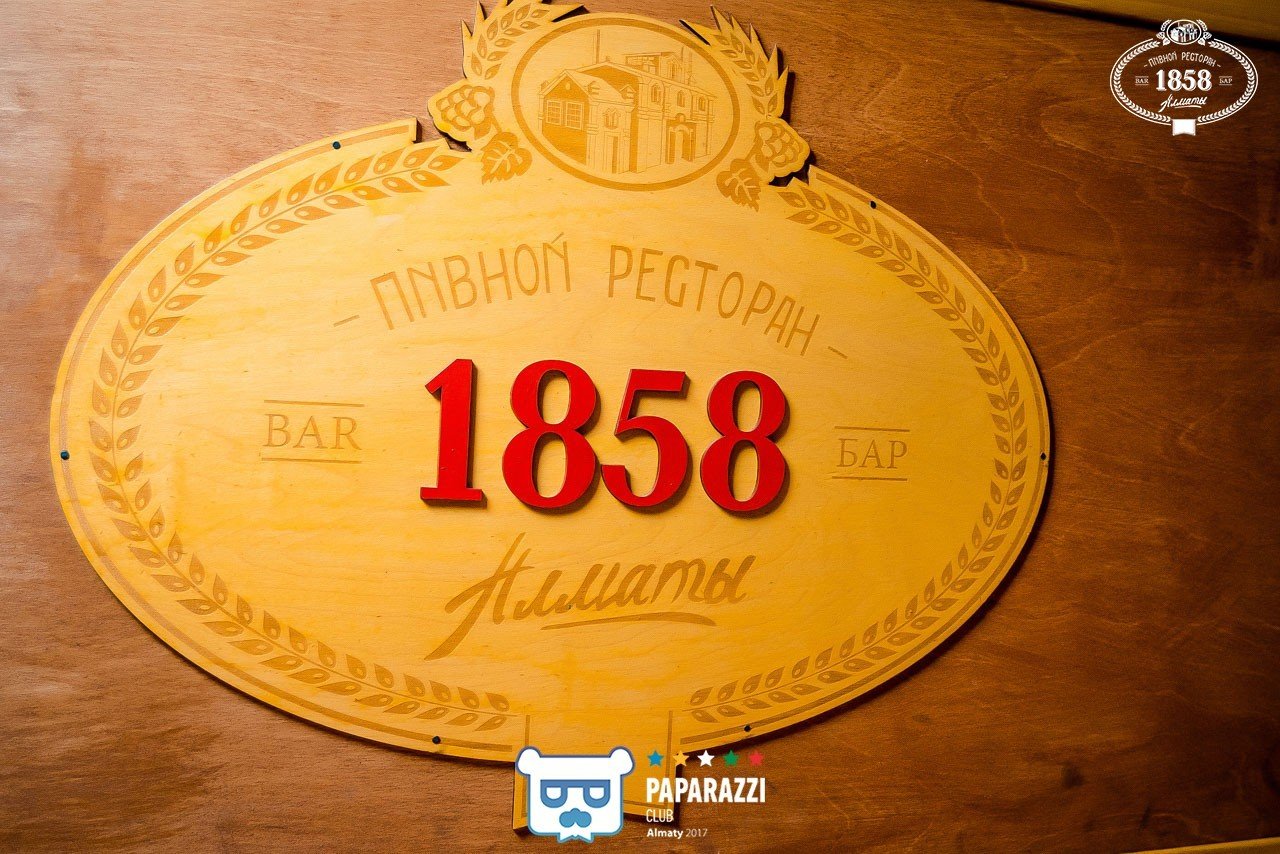 - ПИВНОЙ РЕСТОРАН -
BAR 1858 БАР
Алматы
- ПИВНОЙ РЕСТОРАН -
BAR 1858 БАР
Алматы
PAPARAZZI
CLUB
Almaty 2017